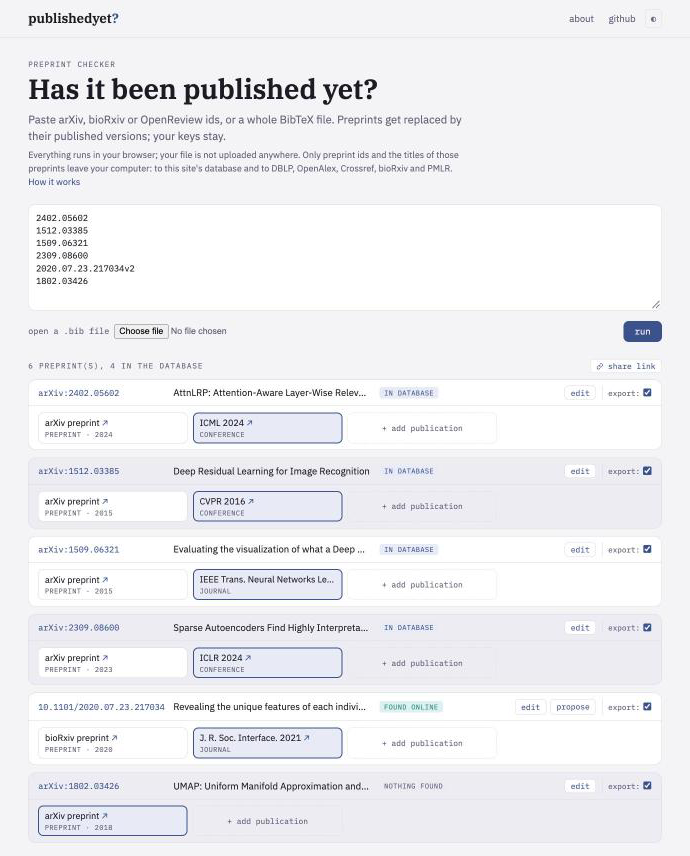 publishedyet?
about github
PREPRINT CHECKER
Has it been published yet?
Paste arXiv, bioRxiv or OpenReview ids, or a whole BibTeX file. Preprints get replaced by
their published versions; your keys stay.
Everything runs in your browser; your file is not uploaded anywhere. Only preprint ids and the titles of those
preprints leave your computer: to this site's database and to DBLP, OpenAlex, Crossref, bioRxiv and PMLR.
How it works
2402.05602
1512.03385
1509.06321
2309.08600
2020.07.23.217034v2
1802.03426
open a .bib file Choose file No file chosen
run
6 PREPRINT(S), 4 IN THE DATABASE
share link
arXiv:2402.05602 AttnLRP: Attention-Aware Layer-Wise Relev... IN DATABASE edit export:
arXiv preprint ↗ ICML 2024 ↗ + add publication
PREPRINT · 2024 CONFERENCE
arXiv:1512.03385 Deep Residual Learning for Image Recognition IN DATABASE edit export:
arXiv preprint ↗ CVPR 2016 ↗ + add publication
PREPRINT · 2015 CONFERENCE
arXiv:1509.06321 Evaluating the visualization of what a Deep ... IN DATABASE edit export:
arXiv preprint ↗ IEEE Trans. Neural Networks Le... + add publication
PREPRINT · 2015 JOURNAL
arXiv:2309.08600 Sparse Autoencoders Find Highly Interpreta... IN DATABASE edit export:
arXiv preprint ↗ ICLR 2024 ↗ + add publication
PREPRINT · 2023 CONFERENCE
10.1101/2020.07.23.217034 Revealing the unique features of each indivi... FOUND ONLINE edit propose export:
bioRxiv preprint ↗ J. R. Soc. Interface. 2021 ↗ + add publication
PREPRINT · 2020 JOURNAL
arXiv:1802.03426 UMAP: Uniform Manifold Approximation and... NOTHING FOUND edit export:
arXiv preprint ↗ + add publication
PREPRINT · 2018